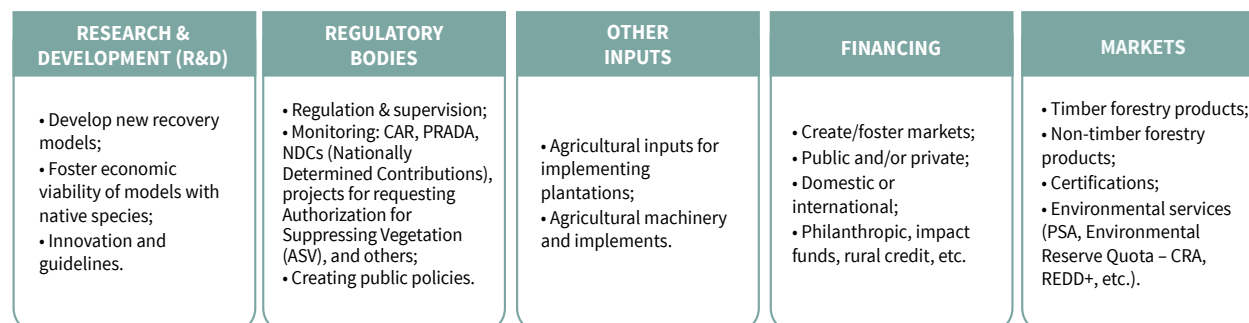 RESEARCH &
DEVELOPMENT (R&D)
• Develop new recovery
models;
• Foster economic
viability of models with
native species;
• Innovation and
guidelines.
REGULATORY
BODIES
• Regulation & supervision;
• Monitoring: CAR, PRADA,
NDCs (Nationally
Determined Contributions),
projects for requesting
Authorization for
Suppressing Vegetation
(ASV), and others;
• Creating public policies.
OTHER
INPUTS
• Agricultural inputs for
implementing
plantations;
• Agricultural machinery
and implements.
FINANCING
• Create/foster markets;
• Public and/or private;
• Domestic or
international;
• Philanthropic, impact
funds, rural credit, etc.
MARKETS
• Timber forestry products;
• Non-timber forestry
products;
• Certifications;
• Environmental services
(PSA, Environmental
Reserve Quota – CRA,
REDD+, etc.).